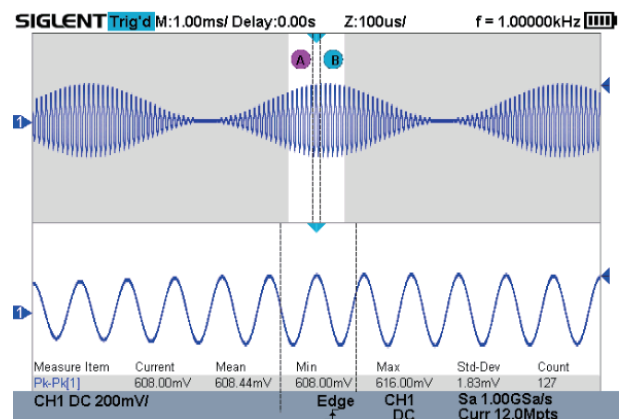 SIGLENT Trig'd M:1.00ms/ Delay:0.00s Z:100us/ f = 1.00000kHz
A B
1
1
Measure Item Current Mean Min Max Std-Dev Count
Pk-Pk[1] 608.00mV 608.44mV 608.00mV 616.00mV 1.83mV 127
CH1 DC 200mV/ Edge CH1 Sa 1.00GSa/s
DC Curr 12.0Mpts